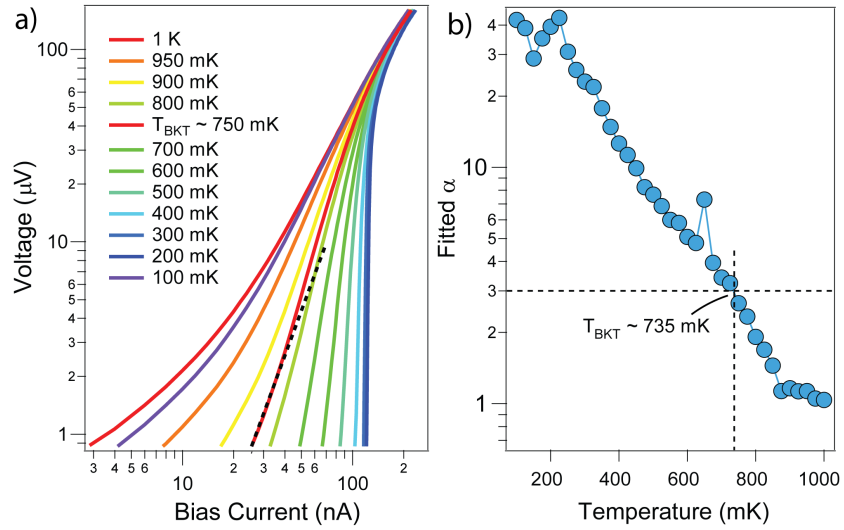 a)
1 K
950 mK
900 mK
800 mK
T_BKT ~ 750 mK
700 mK
600 mK
500 mK
400 mK
300 mK
200 mK
100 mK
Voltage (µV)
100
6
5
4
3
2
10
6
5
4
3
2
1
3 4 5 6 2 3 4 5 6 2
10 100
Bias Current (nA)
b)
Fitted α
4
3
2
10
6
5
4
3
2
1
T_BKT ~ 735 mK
200 400 600 800 1000
Temperature (mK)